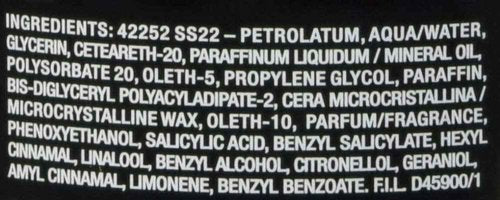 INGREDIENTS: 42252 SS22 – PETROLATUM, AQUA/WATER,
GLYCERIN, CETEARETH-20, PARAFFINUM LIQUIDUM / MINERAL OIL,
POLYSORBATE 20, OLETH-5, PROPYLENE GLYCOL, PARAFFIN,
BIS-DIGLYCERYL POLYACYLADIPATE-2, CERA MICROCRISTALLINA /
MICROCRYSTALLINE WAX, OLETH-10, PARFUM/FRAGRANCE,
PHENOXYETHANOL, SALICYLIC ACID, BENZYL SALICYLATE, HEXYL
CINNAMAL, LINALOOL, BENZYL ALCOHOL, CITRONELLOL, GERANIOL,
AMYL CINNAMAL, LIMONENE, BENZYL BENZOATE. F.I.L. D45900/1